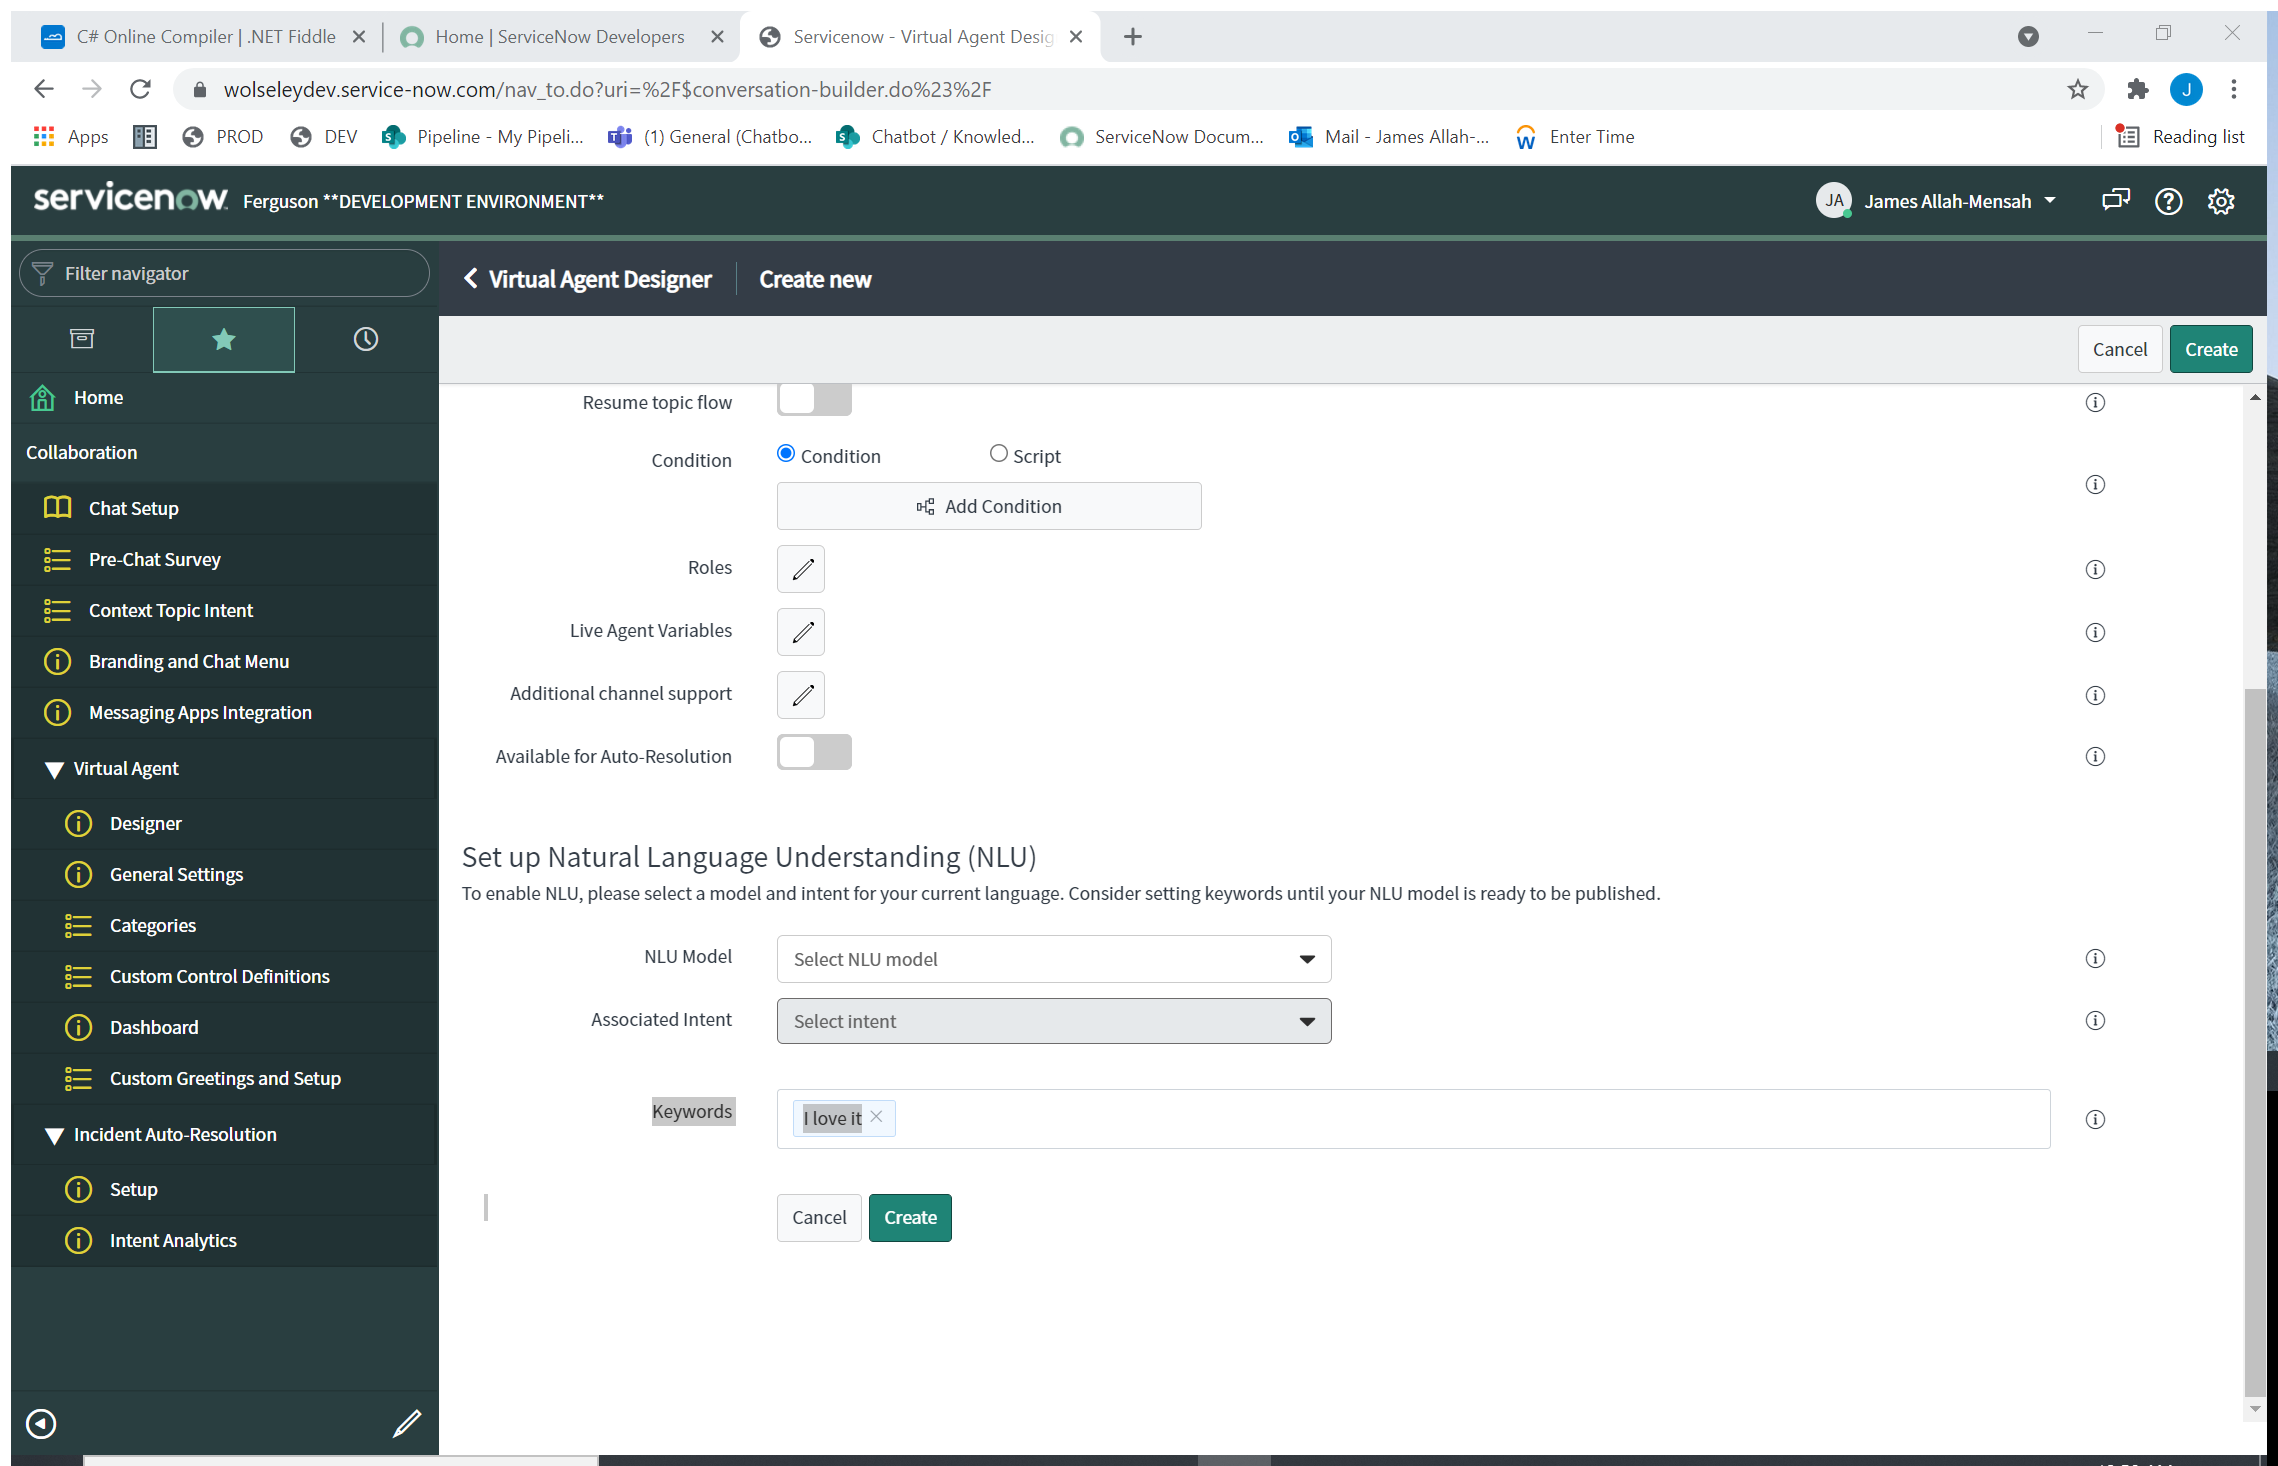 C# Online Compiler | .NET Fiddle
Home | ServiceNow Developers
Servicenow - Virtual Agent Desig
wolseleydev.service-now.com/nav_to.do?uri=%2F$conversation-builder.do%23%2F
J
Apps
PROD
DEV
Pipeline - My Pipeli...
(1) General (Chatbo...
Chatbot / Knowled...
ServiceNow Docum...
Mail - James Allah-...
Enter Time
Reading list
servicenow
Ferguson **DEVELOPMENT ENVIRONMENT**
JA
James Allah-Mensah
Filter navigator
Virtual Agent Designer
Create new
Cancel
Create
Home
Collaboration
Chat Setup
Pre-Chat Survey
Context Topic Intent
Branding and Chat Menu
Messaging Apps Integration
Virtual Agent
Designer
General Settings
Categories
Custom Control Definitions
Dashboard
Custom Greetings and Setup
Incident Auto-Resolution
Setup
Intent Analytics
Resume topic flow
Condition
Condition
Script
Add Condition
Roles
Live Agent Variables
Additional channel support
Available for Auto-Resolution
Set up Natural Language Understanding (NLU)
To enable NLU, please select a model and intent for your current language. Consider setting keywords until your NLU model is ready to be published.
NLU Model
Select NLU model
Associated Intent
Select intent
Keywords
I love it
Cancel
Create